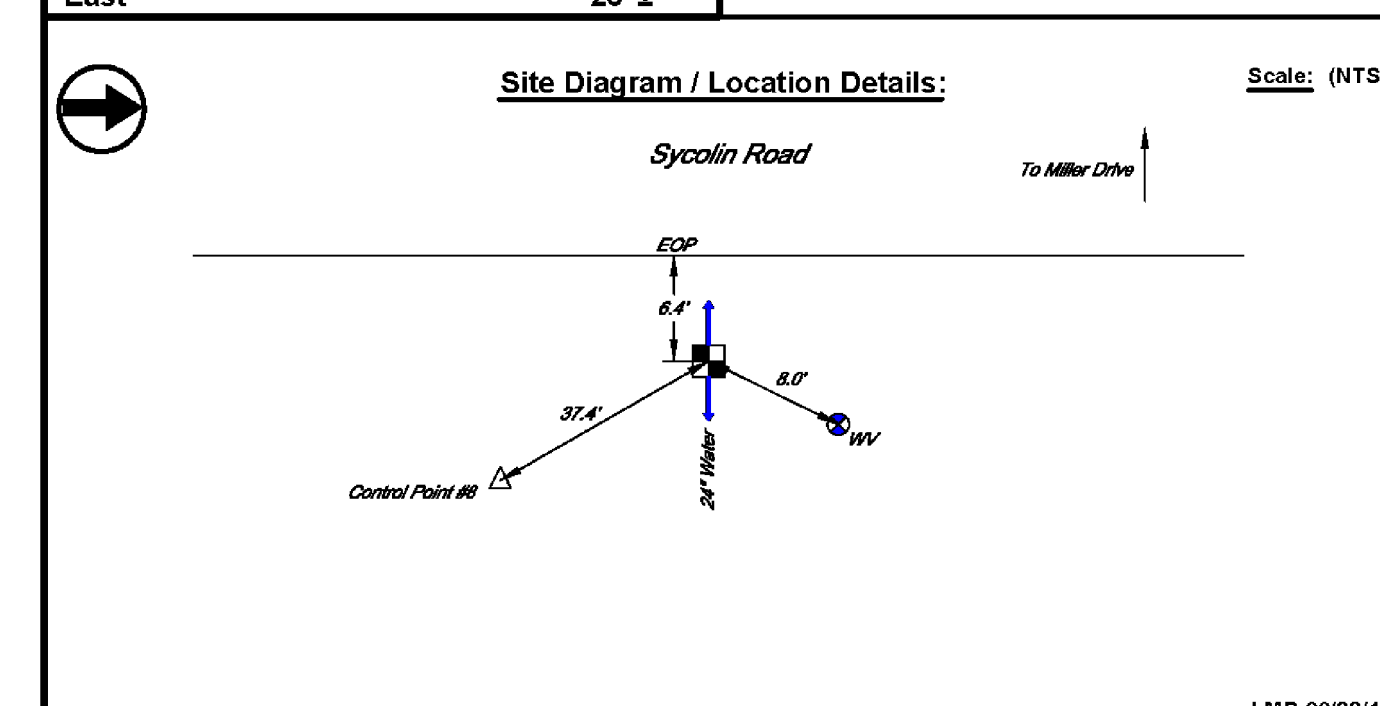 East
Site Diagram / Location Details:
Scale: (NTS
Sycolin Road
To Miller Drive
EOP
6.4'
8.0'
37.4'
WV
24" Water
Control Point #8